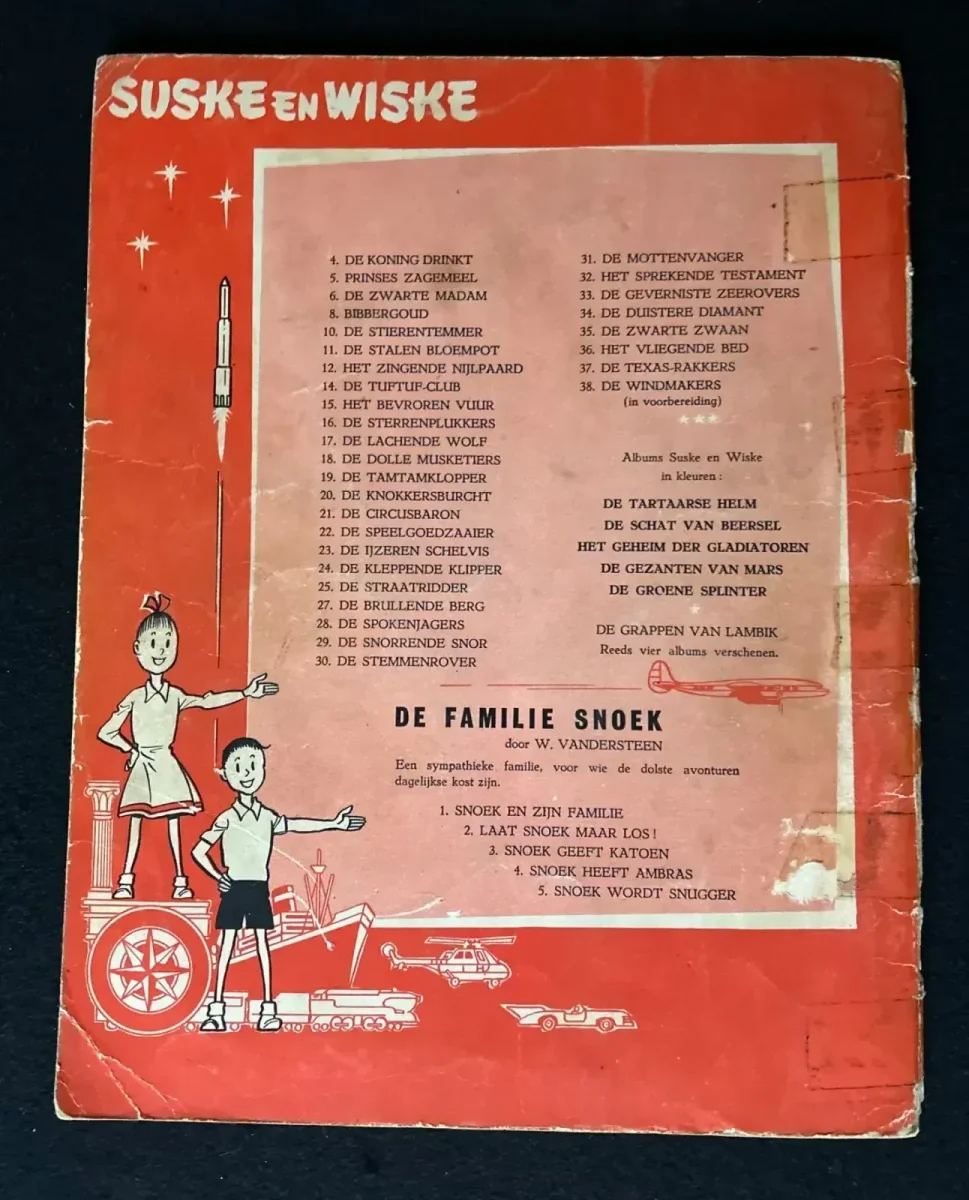 SUSKE EN WISKE
4. DE KONING DRINKT
5. PRINSES ZAGEMEEL
6. DE ZWARTE MADAM
8. BIBBERGOUD
10. DE STIERENTEMMER
11. DE STALEN BLOEMPOT
12. HET ZINGENDE NIJLPAARD
14. DE TUFTUF-CLUB
15. HET BEVROREN VUUR
16. DE STERRENPLUKKERS
17. DE LACHENDE WOLF
18. DE DOLLE MUSKETIERS
19. DE TAMTAMKLOPPER
20. DE KNOKKERSBURCHT
21. DE CIRCUSBARON
22. DE SPEELGOEDZAAIER
23. DE IJZEREN SCHELVIS
24. DE KLEPPENDE KLIPPER
25. DE STRAATRIDDER
27. DE BRULLENDE BERG
28. DE SPOKENJAGERS
29. DE SNORRENDE SNOR
30. DE STEMMENROVER
31. DE MOTTENVANGER
32. HET SPREKENDE TESTAMENT
33. DE GEVERNISTE ZEEROVERS
34. DE DUISTERE DIAMANT
35. DE ZWARTE ZWAAN
36. HET VLIEGENDE BED
37. DE TEXAS-RAKKERS
38. DE WINDMAKERS
(in voorbereiding)
Albums Suske en Wiske
in kleuren :
DE TARTAARSE HELM
DE SCHAT VAN BEERSEL
HET GEHEIM DER GLADIATOREN
DE GEZANTEN VAN MARS
DE GROENE SPLINTER
DE GRAPPEN VAN LAMBIK
Reeds vier albums verschenen.
DE FAMILIE SNOEK
door W. VANDERSTEEN
Een sympathieke familie, voor wie de dolste avonturen
dagelijkse kost zijn.
1. SNOEK EN ZIJN FAMILIE
2. LAAT SNOEK MAAR LOS !
3. SNOEK GEEFT KATOEN
4. SNOEK HEEFT AMBRAS
5. SNOEK WORDT SNUGGER